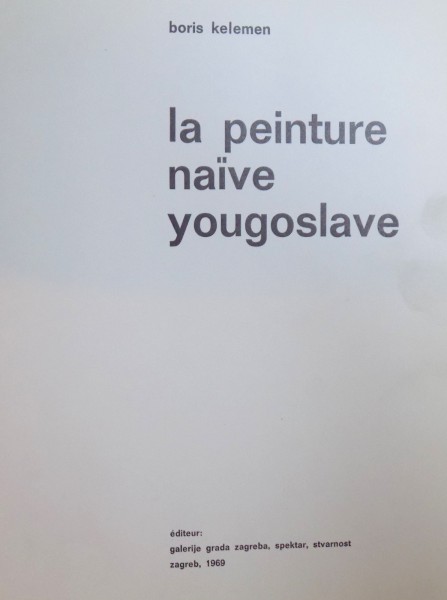 boris kelemen
la peinture
naïve
yougoslave
éditeur:
galerije grada zagreba, spektar, stvarnost
zagreb, 1969